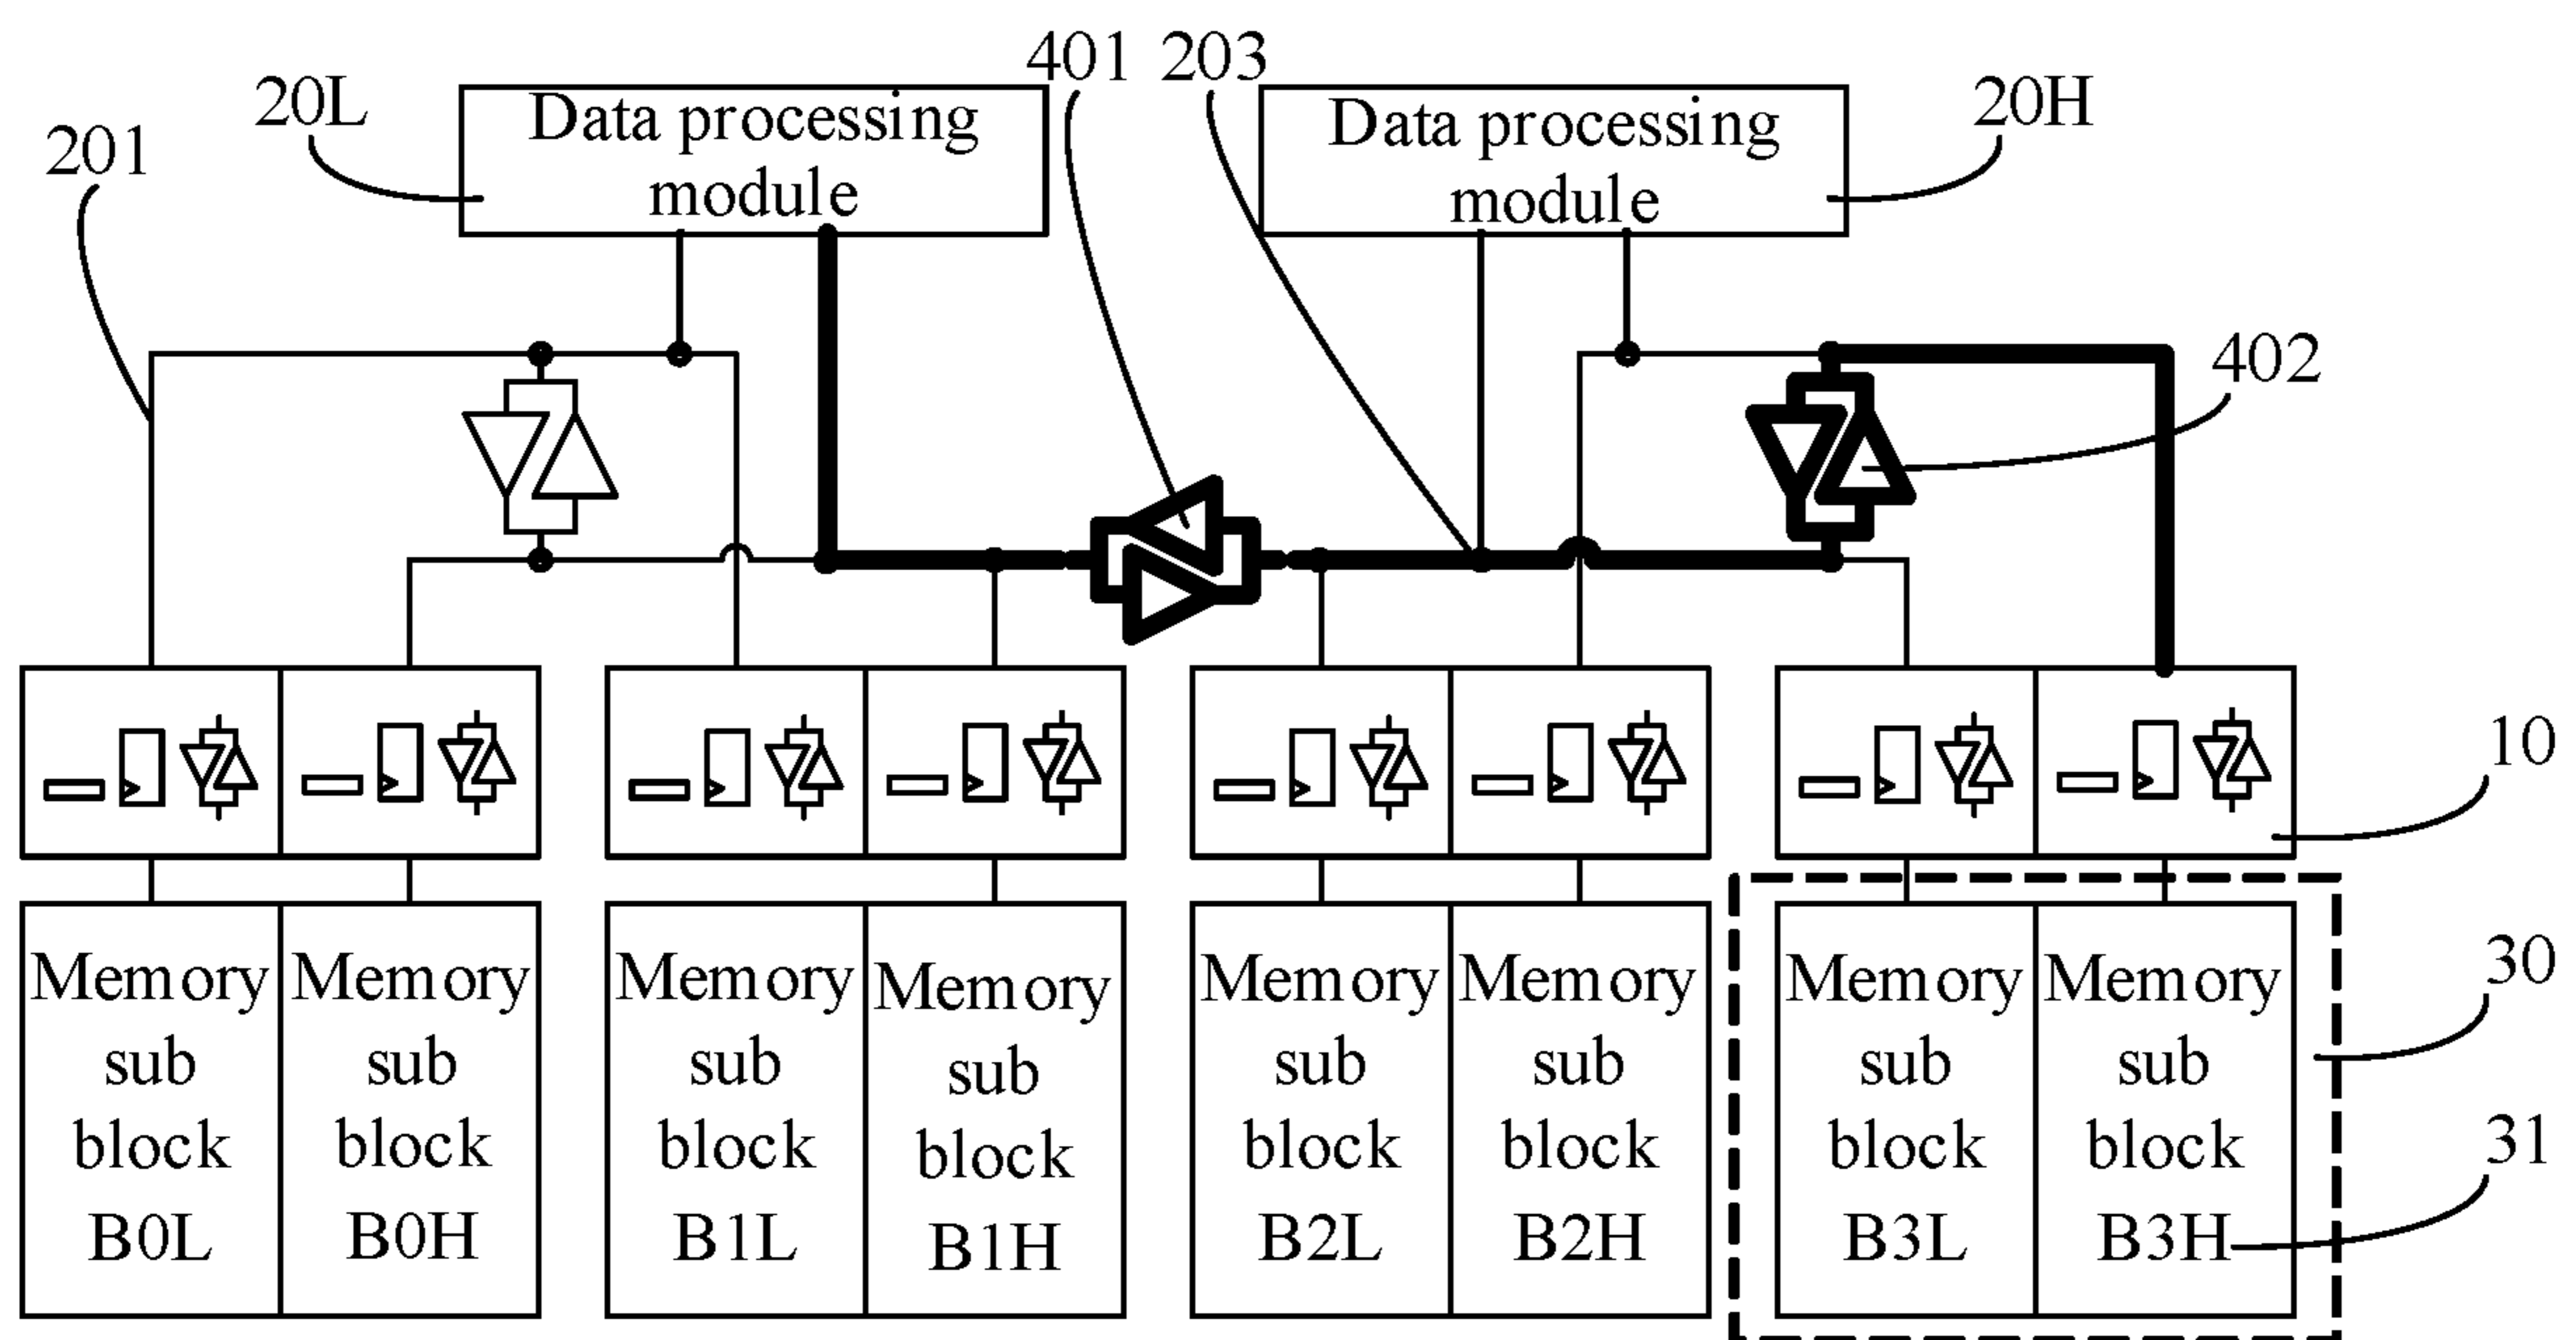 401 203
20L
Data processing
module
Data processing
module
20H
201
402
10
Memory
sub
block
B0L
Memory
sub
block
B0H
Memory
sub
block
B1L
Memory
sub
block
B1H
Memory
sub
block
B2L
Memory
sub
block
B2H
Memory
sub
block
B3L
Memory
sub
block
B3H
30
31